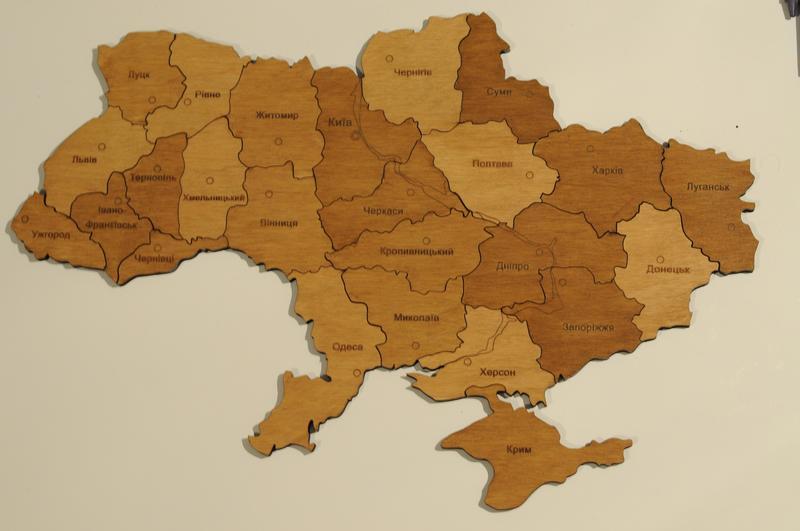 Луцк
Рівне
Житомир
Київ
Чернігів
Суми
Львів
Тернопіль
Хмельницький
Вінниця
Черкаси
Полтава
Харків
Луганськ
Ужгород
Івано-
Франківськ
Чернівці
Кропивницький
Дніпро
Донецьк
Одеса
Миколаїв
Запоріжжя
Херсон
Крим